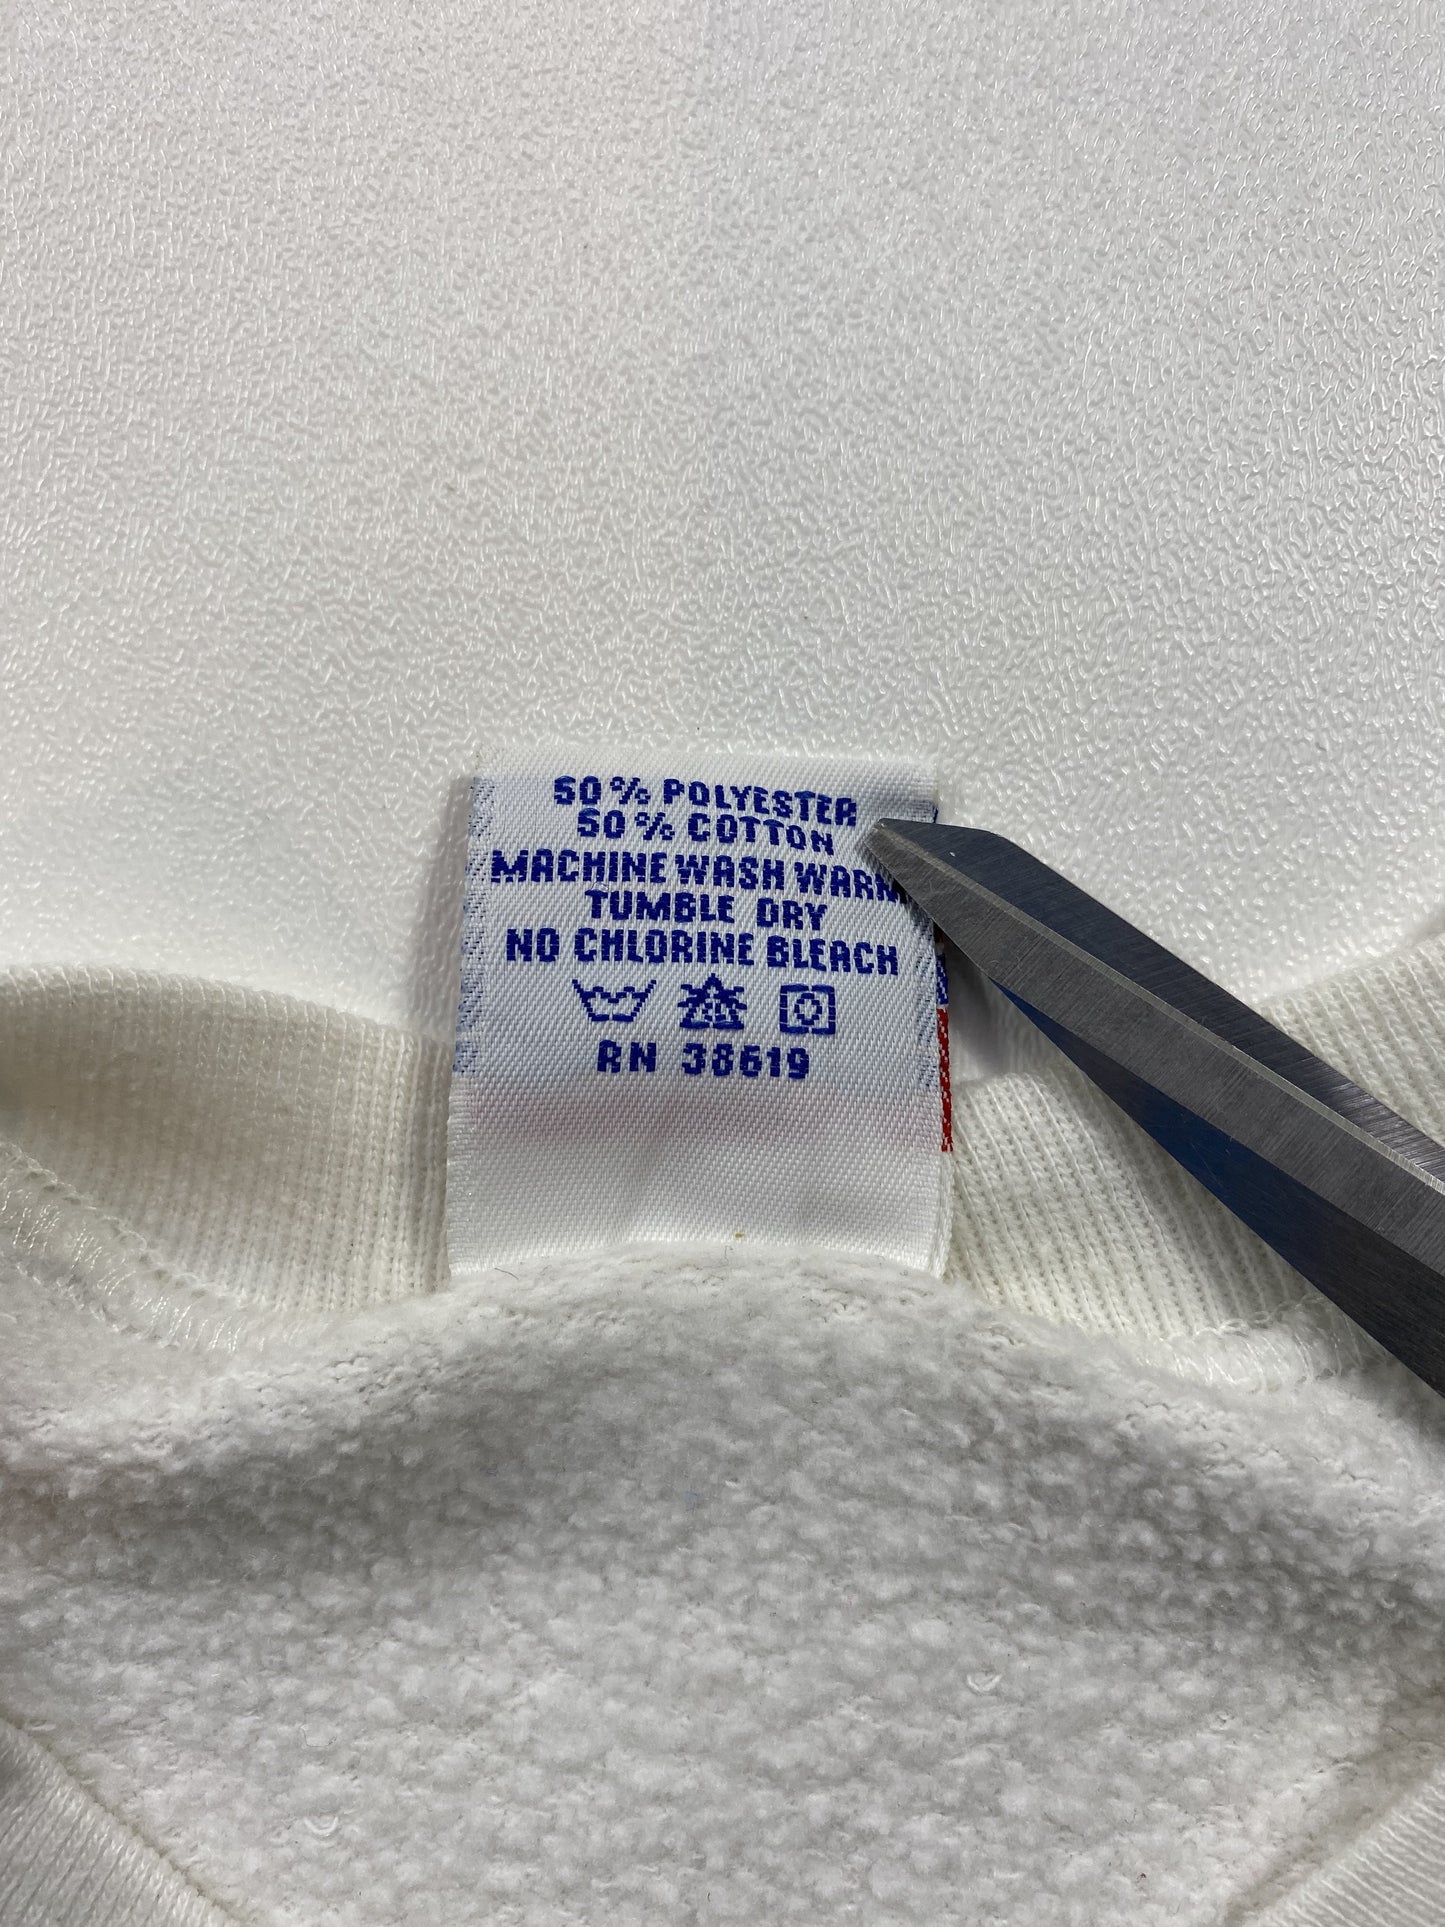 50% POLYESTER
50% COTTON
MACHINE WASH WARM
TUMBLE DRY
NO CHLORINE BLEACH
RN 38619